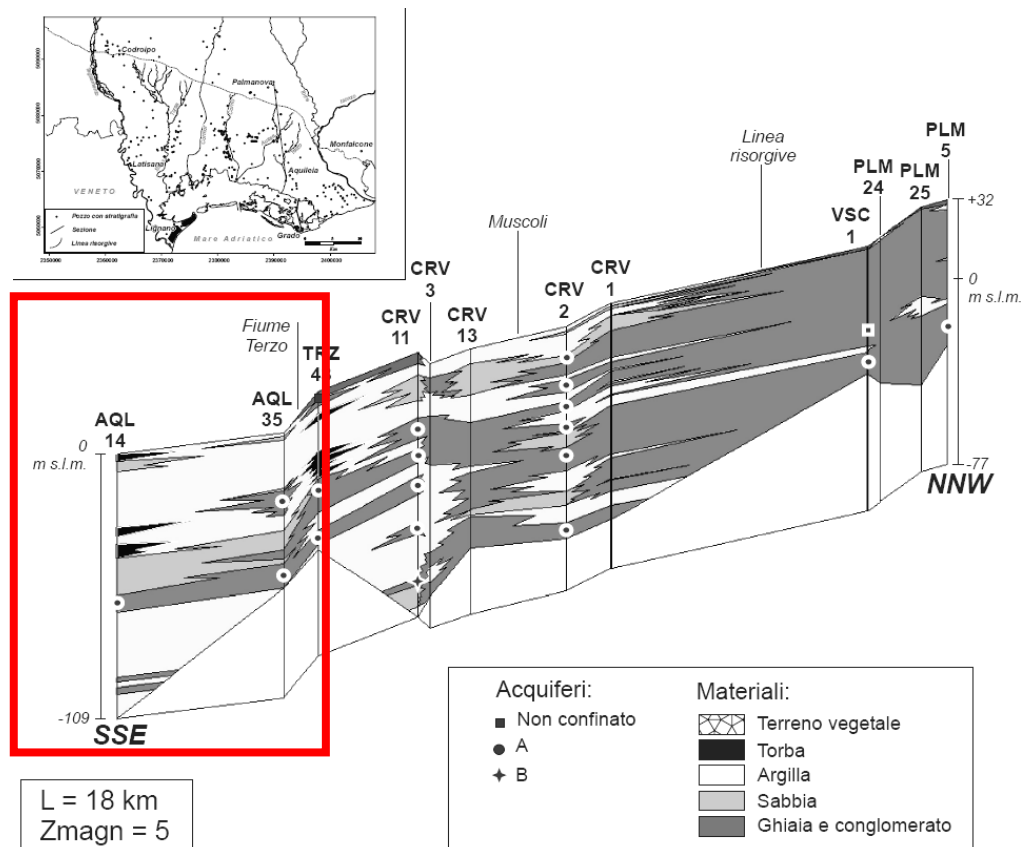 Codroipo
Palmanova
Monfalcone
Latisana
Aquileia
VENETO
Lignano
Grado
Mare Adriatico
Pozzo con stratigrafia
Sezione
Linea risorgive
Km
Linea
risorgive
PLM
5
PLM
25
PLM
24
VSC
1
+32
0
m s.l.m.
-77
NNW
Muscoli
CRV
1
CRV
2
CRV
3
CRV
13
CRV
11
Fiume
Terzo
TRZ
AQL
35
AQL
14
0
m s.l.m.
-109
SSE
Acquiferi:
Non confinato
A
B
Materiali:
Terreno vegetale
Torba
Argilla
Sabbia
Ghiaia e conglomerato
L = 18 km
Zmagn = 5